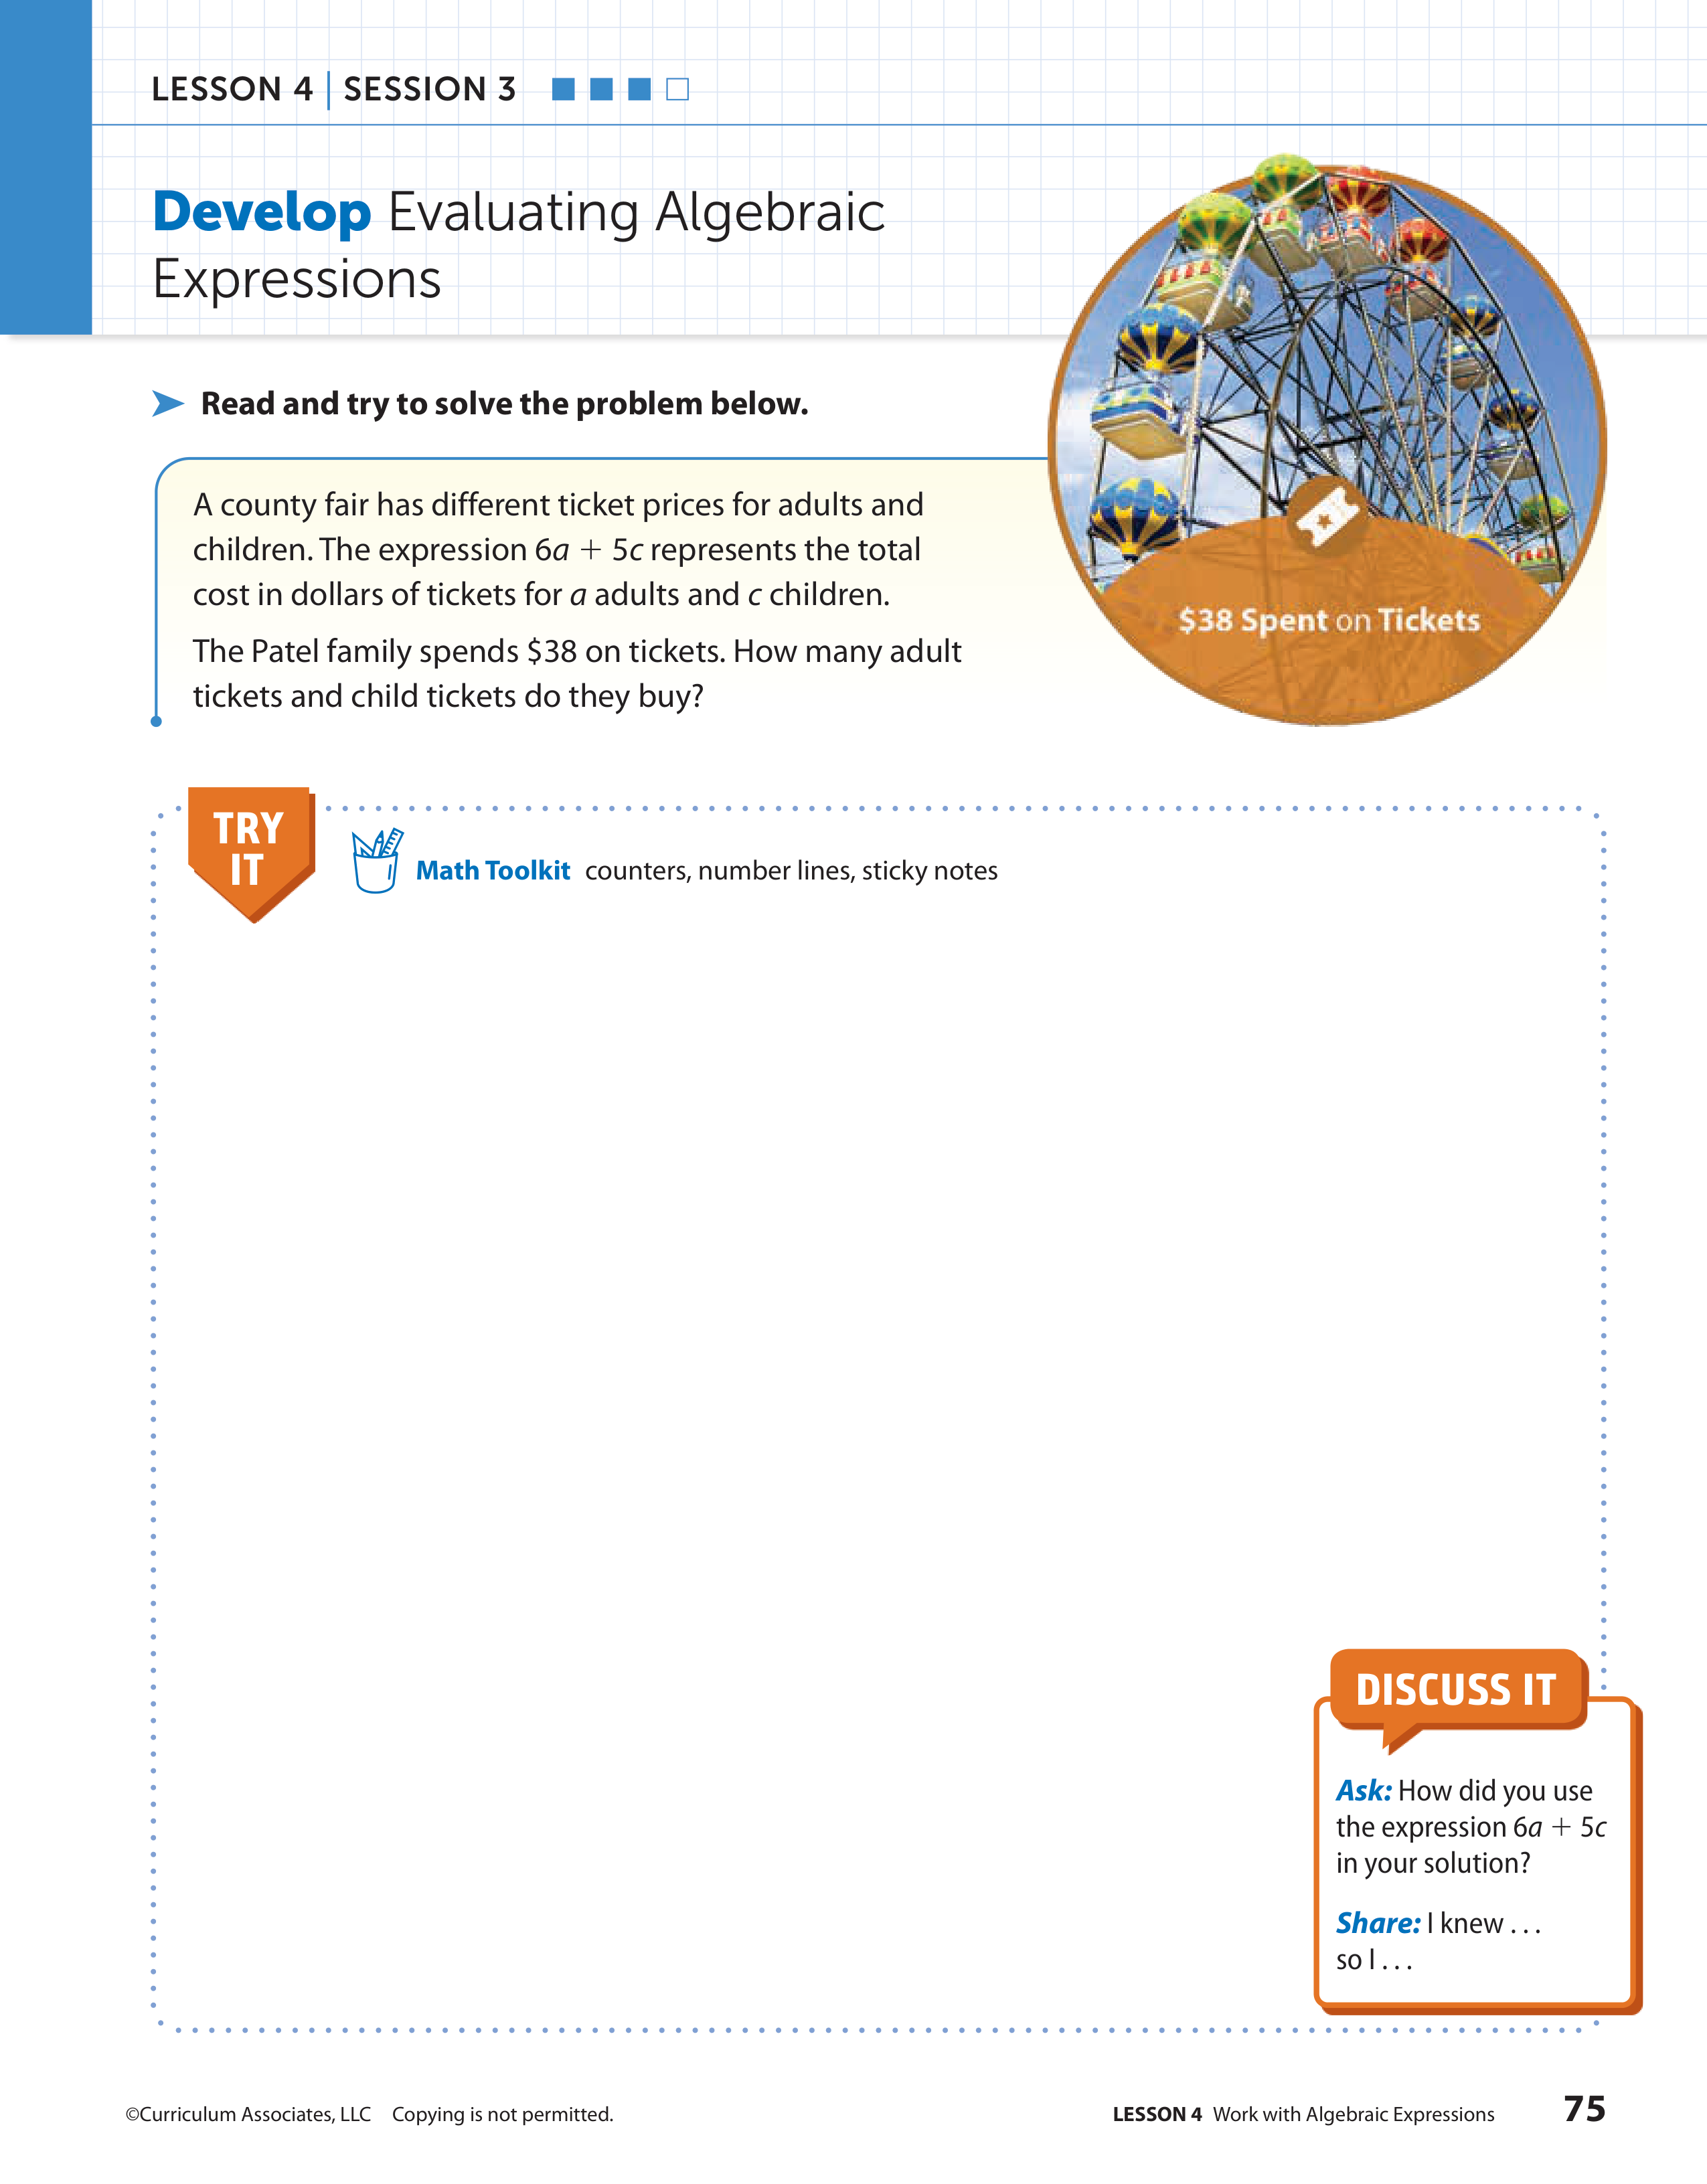 LESSON 4 | SESSION 3
Develop Evaluating Algebraic
Expressions
Read and try to solve the problem below.
A county fair has different ticket prices for adults and
children. The expression 6a + 5c represents the total
cost in dollars of tickets for a adults and c children.
The Patel family spends $38 on tickets. How many adult
tickets and child tickets do they buy?
$38 Spent on Tickets
TRY
IT
Math Toolkit counters, number lines, sticky notes
DISCUSS IT
Ask: How did you use
the expression 6a + 5c
in your solution?
Share: I knew . . .
so I . . .
©Curriculum Associates, LLC Copying is not permitted.
LESSON 4 Work with Algebraic Expressions 75